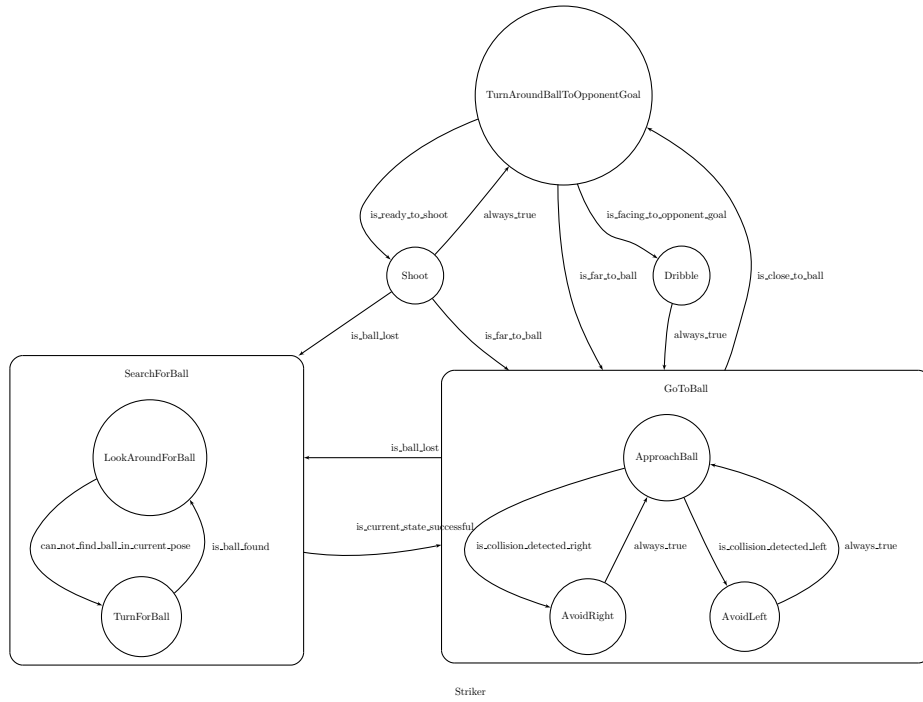 TurnAroundBallToOpponentGoal
is_ready_to_shoot
always_true
is_facing_to_opponent_goal
Shoot
is_far_to_ball
Dribble
is_close_to_ball
is_ball_lost
is_far_to_ball
always_true
SearchForBall
GoToBall
LookAroundForBall
is_ball_lost
ApproachBall
is_current_state_successful
can_not_find_ball_in_current_pose
is_ball_found
is_collision_detected_right
always_true
is_collision_detected_left
always_true
TurnForBall
AvoidRight
AvoidLeft
Striker